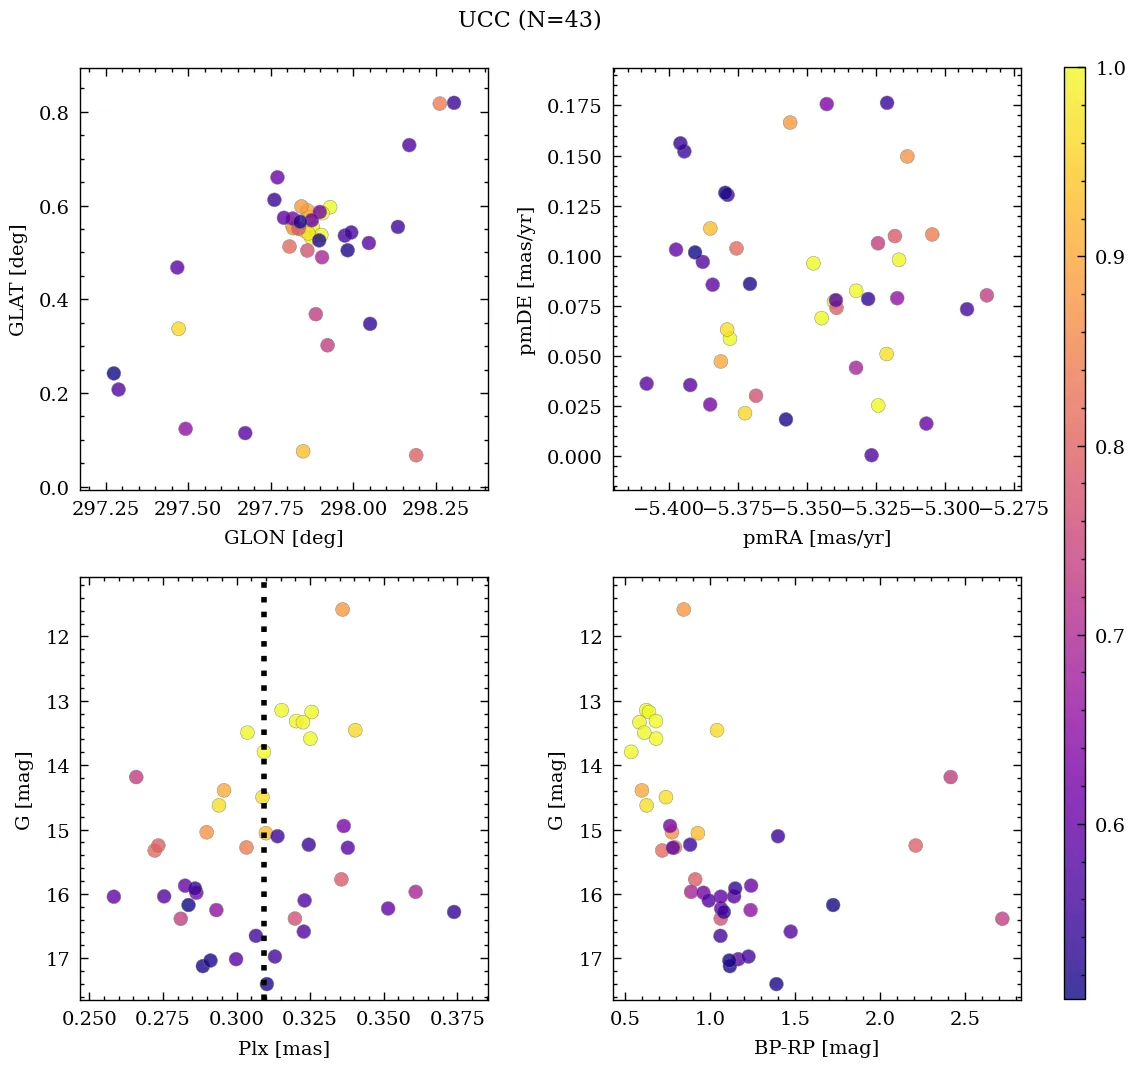 UCC (N=43)
0.8
0.6
0.4
0.2
0.0
GLAT [deg]
297.25 297.50 297.75 298.00 298.25
GLON [deg]
0.175
0.150
0.125
0.100
0.075
0.050
0.025
0.000
pmDE [mas/yr]
−5.400 −5.375 −5.350 −5.325 −5.300 −5.275
pmRA [mas/yr]
12
13
14
15
16
17
G [mag]
0.250 0.275 0.300 0.325 0.350 0.375
Plx [mas]
12
13
14
15
16
17
G [mag]
0.5 1.0 1.5 2.0 2.5
BP-RP [mag]
1.0
0.9
0.8
0.7
0.6